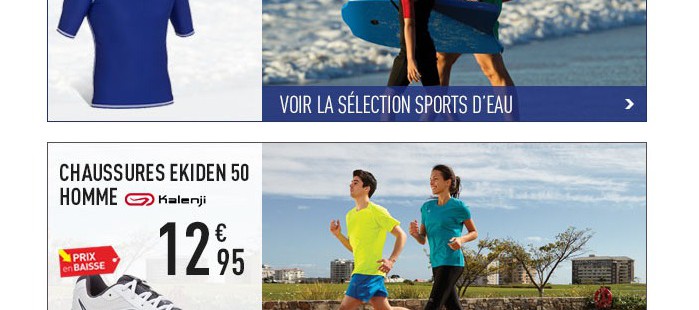 VOIR LA SÉLECTION SPORTS D'EAU
CHAUSSURES EKIDEN 50
HOMME Kalenji
12€95
PRIX
en BAISSE